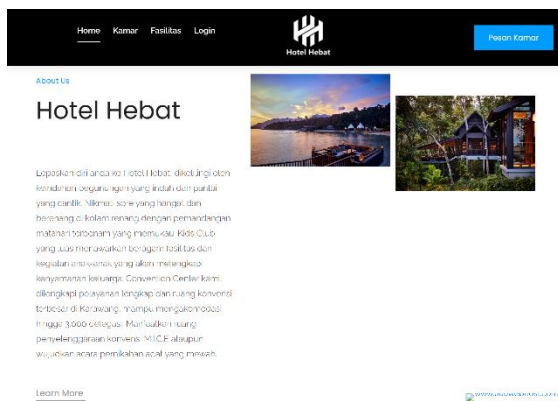 Home Kamar Fasilitas Login
Hotel Hebat
Pesan Kamar
About Us
Hotel Hebat
Lepaskan diri anda ke Hotel Hebat, dikelilingi oleh
keindahan pegunungan yang indah dan pantai
yang cantik. Nikmati sore yang hangat dan
berenang di kolam renang dengan pemandangan
matahari terbenam yang memukau. Kids Club
yang luas menawarkan beragam fasilitas dan
kegiatan anak-anak yang akan melengkapi
kenyamanan keluarga. Convention Center kami,
dilengkapi pelayanan lengkap dan ruang konvensi
terbesar di Karawang, mampu mengakomodasi
hingga 3.000 delegasi. Manfaatkan ruang
penyelenggaraan konvensi M.I.C.E ataupun
wujudkan acara pernikahan adat yang mewah.
Learn More